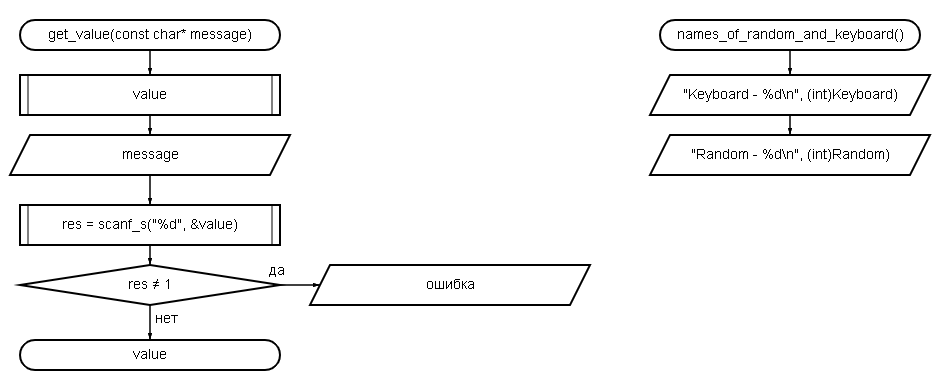 get_value(const char* message)
value
message
res = scanf_s("%d", &value)
res ≠ 1
да
ошибка
нет
value
names_of_random_and_keyboard()
"Keyboard - %d\n", (int)Keyboard)
"Random - %d\n", (int)Random)